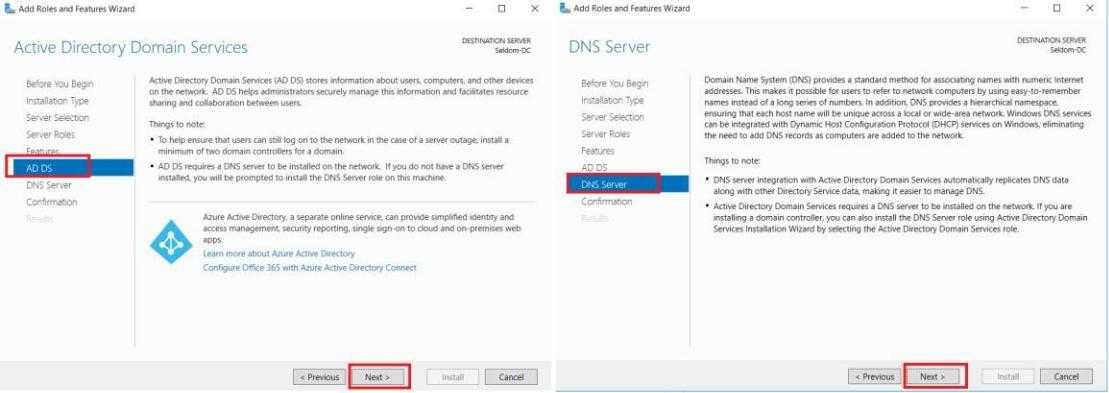 Add Roles and Features Wizard
Active Directory Domain Services
DESTINATION SERVER
Seldom-DC
Before You Begin
Installation Type
Server Selection
Server Roles
Features
AD DS
DNS Server
Confirmation
Results
Active Directory Domain Services (AD DS) stores information about users, computers, and other devices
on the network. AD DS helps administrators securely manage this information and facilitates resource
sharing and collaboration between users.
Things to note:
• To help ensure that users can still log on to the network in the case of a server outage, install a
minimum of two domain controllers for a domain.
• AD DS requires a DNS server to be installed on the network. If you do not have a DNS server
installed, you will be prompted to install the DNS Server role on this machine.
Azure Active Directory, a separate online service, can provide simplified identity and
access management, security reporting, single sign-on to cloud and on-premises web
apps.
Learn more about Azure Active Directory
Configure Office 365 with Azure Active Directory Connect
< Previous
Next >
Install
Cancel
Add Roles and Features Wizard
DNS Server
DESTINATION SERVER
Seldom-DC
Before You Begin
Installation Type
Server Selection
Server Roles
Features
AD DS
DNS Server
Confirmation
Results
Domain Name System (DNS) provides a standard method for associating names with numeric Internet
addresses. This makes it possible for users to refer to network computers by using easy-to-remember
names instead of a long series of numbers. In addition, DNS provides a hierarchical namespace,
ensuring that each host name will be unique across a local or wide-area network. Windows DNS services
can be integrated with Dynamic Host Configuration Protocol (DHCP) services on Windows, eliminating
the need to add DNS records as computers are added to the network.
Things to note:
• DNS server integration with Active Directory Domain Services automatically replicates DNS data
along with other Directory Service data, making it easier to manage DNS.
• Active Directory Domain Services requires a DNS server to be installed on the network. If you are
installing a domain controller, you can also install the DNS Server role using Active Directory Domain
Services Installation Wizard by selecting the Active Directory Domain Services role.
< Previous
Next >
Install
Cancel